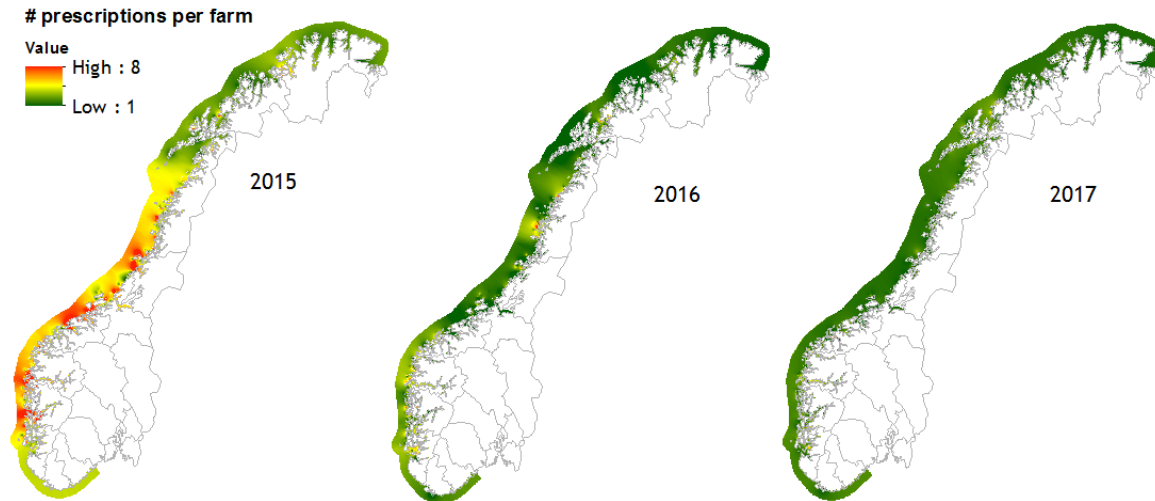 # prescriptions per farm
Value
High : 8
Low : 1
2015
2016
2017